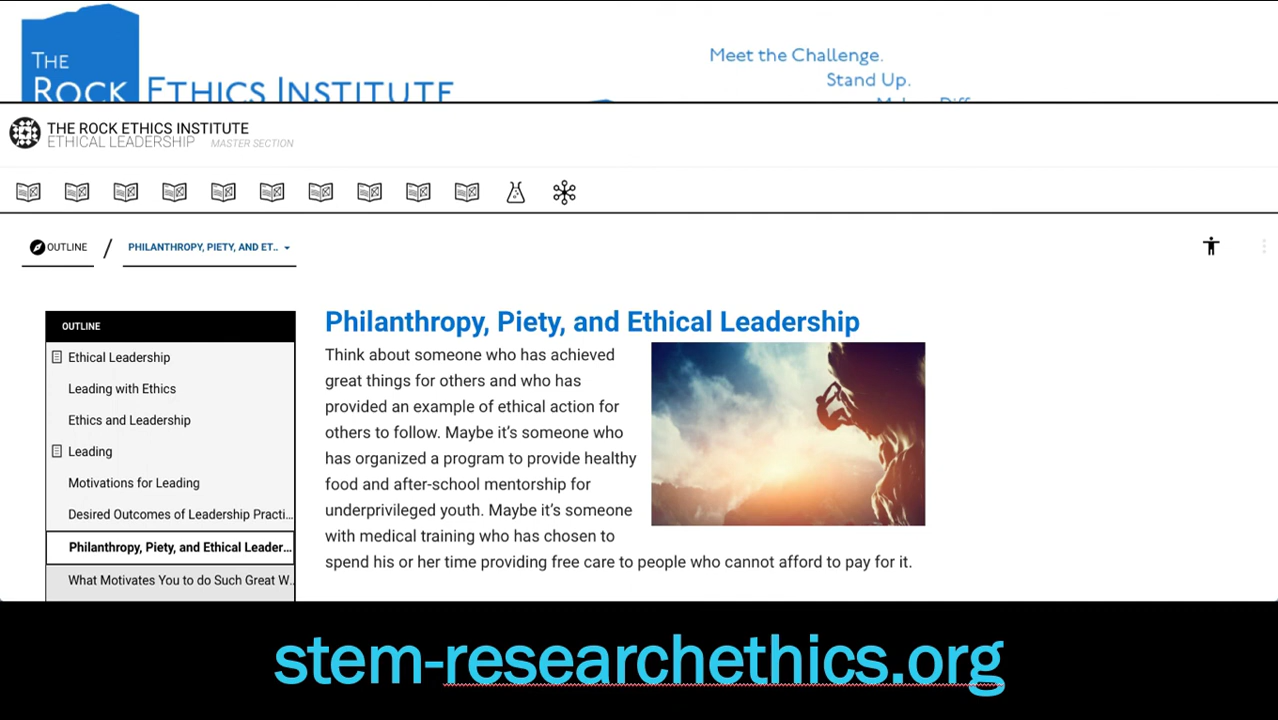 THE
ROCK ETHICS INSTITUTE
Meet the Challenge.
Stand Up.
THE ROCK ETHICS INSTITUTE
ETHICAL LEADERSHIP MASTER SECTION
OUTLINE / PHILANTHROPY, PIETY, AND ET..
OUTLINE
Ethical Leadership
Leading with Ethics
Ethics and Leadership
Leading
Motivations for Leading
Desired Outcomes of Leadership Practi...
Philanthropy, Piety, and Ethical Leader...
What Motivates You to do Such Great W..
Philanthropy, Piety, and Ethical Leadership
Think about someone who has achieved
great things for others and who has
provided an example of ethical action for
others to follow. Maybe it’s someone who
has organized a program to provide healthy
food and after-school mentorship for
underprivileged youth. Maybe it’s someone
with medical training who has chosen to
spend his or her time providing free care to people who cannot afford to pay for it.
stem-researchethics.org